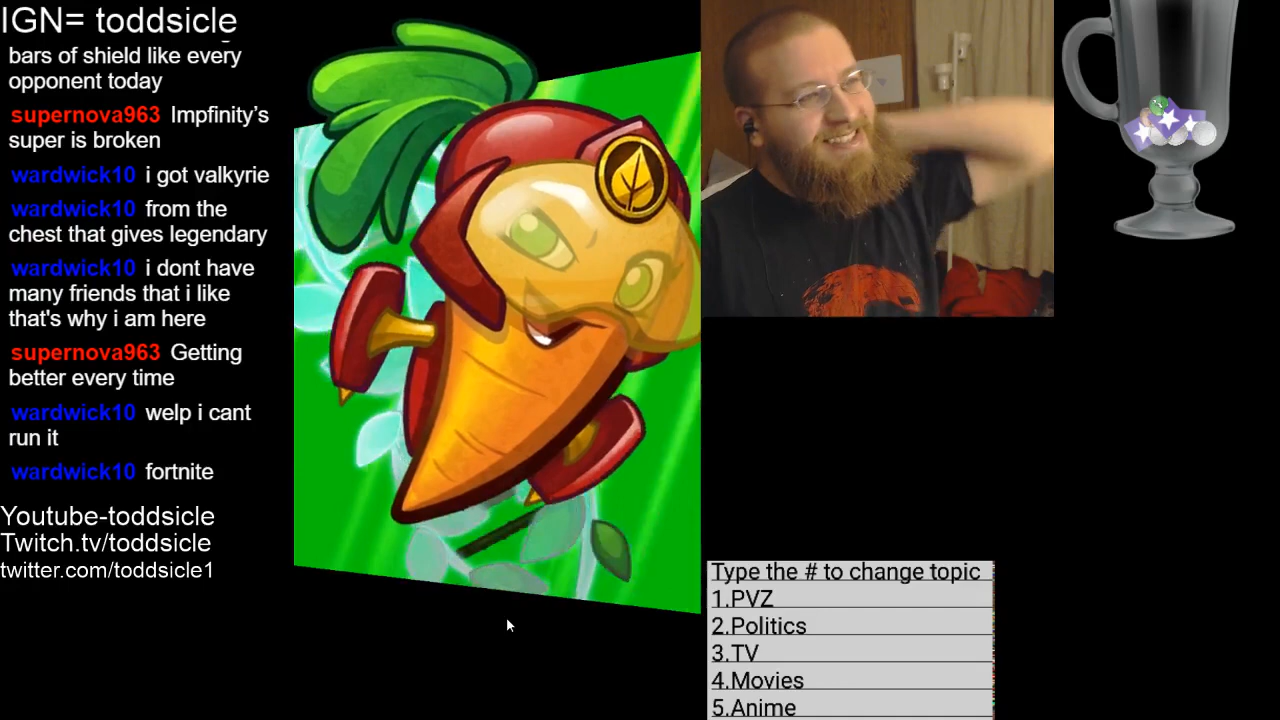 IGN= toddsicle
bars of shield like every
opponent today
supernova963 Impfinity's
super is broken
wardwick10 i got valkyrie
wardwick10 from the
chest that gives legendary
wardwick10 i dont have
many friends that i like
that's why i am here
supernova963 Getting
better every time
wardwick10 welp i cant
run it
wardwick10 fortnite
Youtube-toddsicle
Twitch.tv/toddsicle
twitter.com/toddsicle1
Type the # to change topic
1.PVZ
2.Politics
3.TV
4.Movies
5.Anime